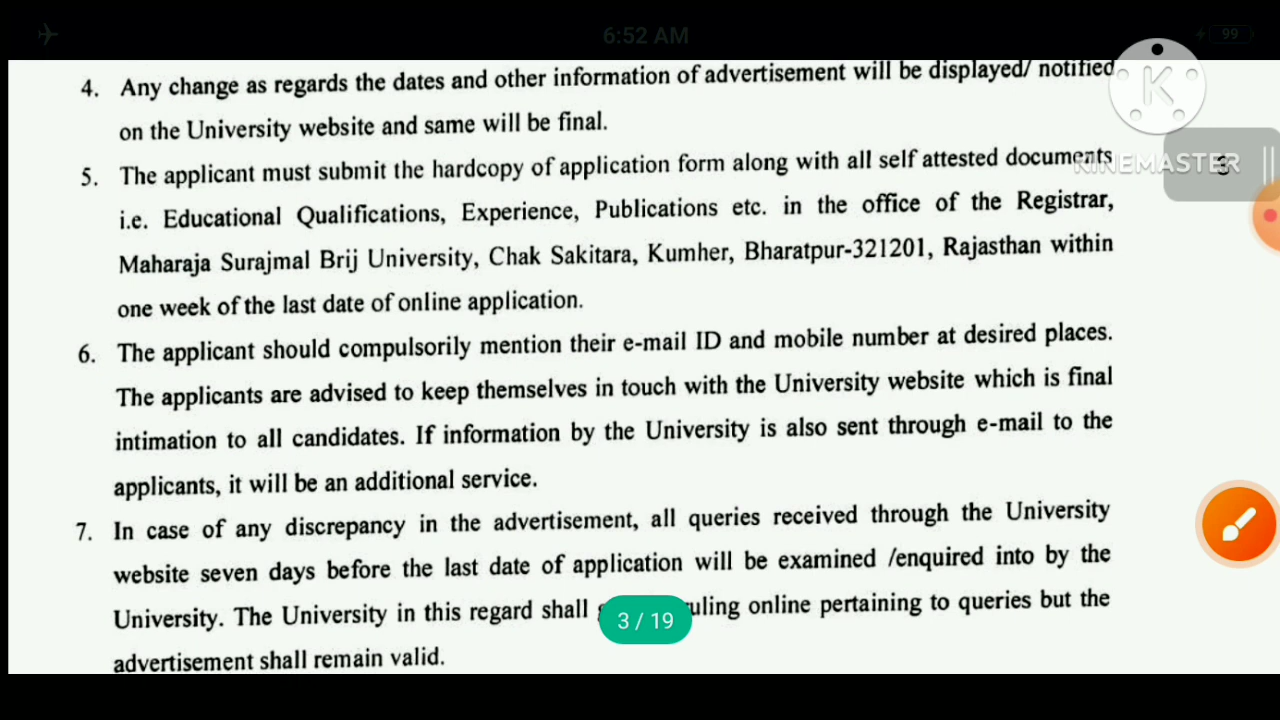 6:52 AM
99
4. Any change as regards the dates and other information of advertisement will be displayed/ notified
on the University website and same will be final.
K
KINEMASTER
3
5. The applicant must submit the hardcopy of application form along with all self attested documents
i.e. Educational Qualifications, Experience, Publications etc. in the office of the Registrar,
Maharaja Surajmal Brij University, Chak Sakitara, Kumher, Bharatpur-321201, Rajasthan within
one week of the last date of online application.
6. The applicant should compulsorily mention their e-mail ID and mobile number at desired places.
The applicants are advised to keep themselves in touch with the University website which is final
intimation to all candidates. If information by the University is also sent through e-mail to the
applicants, it will be an additional service.
7. In case of any discrepancy in the advertisement, all queries received through the University
website seven days before the last date of application will be examined /enquired into by the
University. The University in this regard shall online pertaining to queries but the
3 / 19
advertisement shall remain valid.